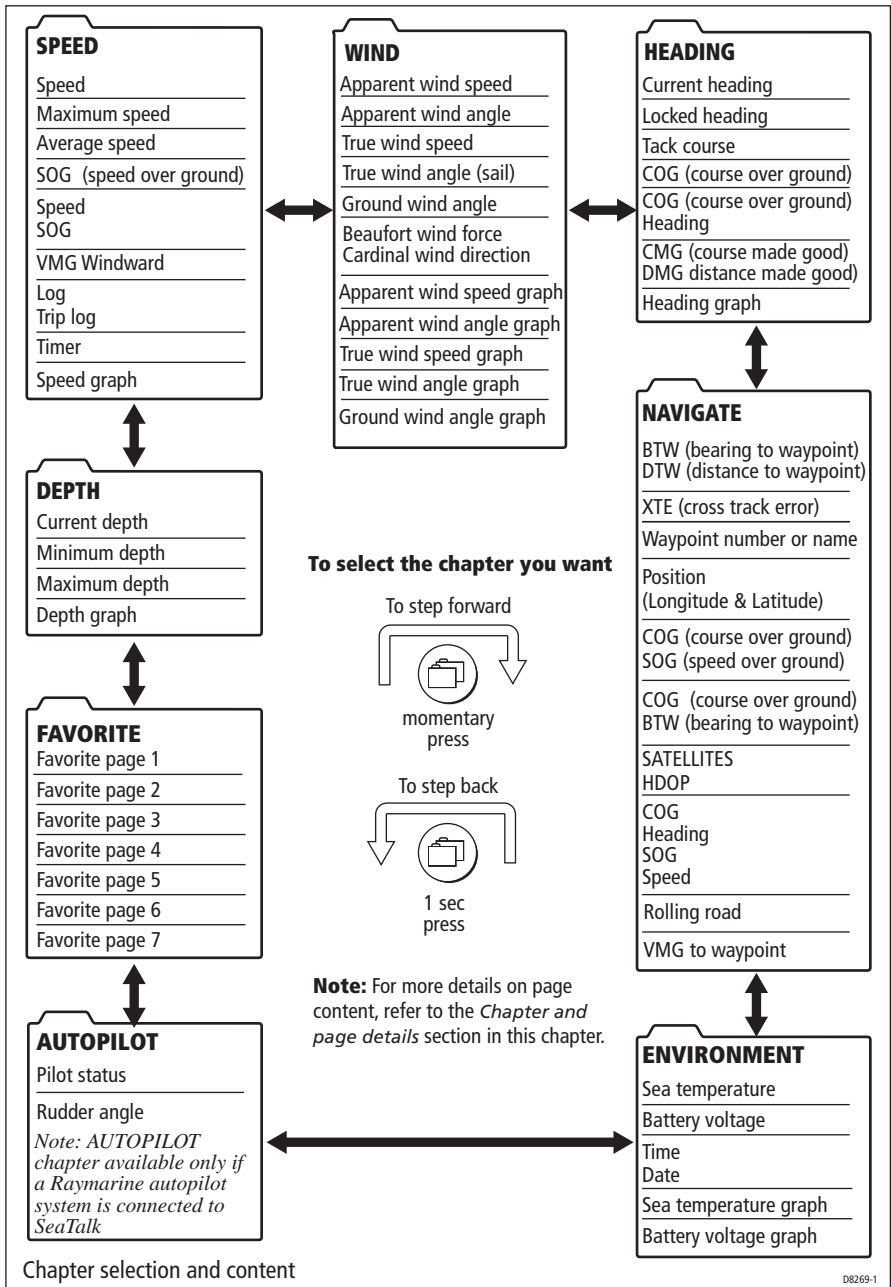 SPEED
Speed
Maximum speed
Average speed
SOG (speed over ground)
Speed
SOG
VMG Windward
Log
Trip log
Timer
Speed graph
WIND
Apparent wind speed
Apparent wind angle
True wind speed
True wind angle (sail)
Ground wind angle
Beaufort wind force
Cardinal wind direction
Apparent wind speed graph
Apparent wind angle graph
True wind speed graph
True wind angle graph
Ground wind angle graph
HEADING
Current heading
Locked heading
Tack course
COG (course over ground)
COG (course over ground)
Heading
CMG (course made good)
DMG distance made good)
Heading graph
DEPTH
Current depth
Minimum depth
Maximum depth
Depth graph
NAVIGATE
BTW (bearing to waypoint)
DTW (distance to waypoint)
XTE (cross track error)
Waypoint number or name
Position
(Longitude & Latitude)
COG (course over ground)
SOG (speed over ground)
COG (course over ground)
BTW (bearing to waypoint)
SATELLITES
HDOP
COG
Heading
SOG
Speed
Rolling road
VMG to waypoint
To select the chapter you want
To step forward
momentary
press
To step back
1 sec
press
Note: For more details on page
content, refer to the Chapter and
page details section in this chapter.
FAVORITE
Favorite page 1
Favorite page 2
Favorite page 3
Favorite page 4
Favorite page 5
Favorite page 6
Favorite page 7
AUTOPILOT
Pilot status
Rudder angle
Note: AUTOPILOT
chapter available only if
a Raymarine autopilot
system is connected to
SeaTalk
ENVIRONMENT
Sea temperature
Battery voltage
Time
Date
Sea temperature graph
Battery voltage graph
Chapter selection and content
D8269-1